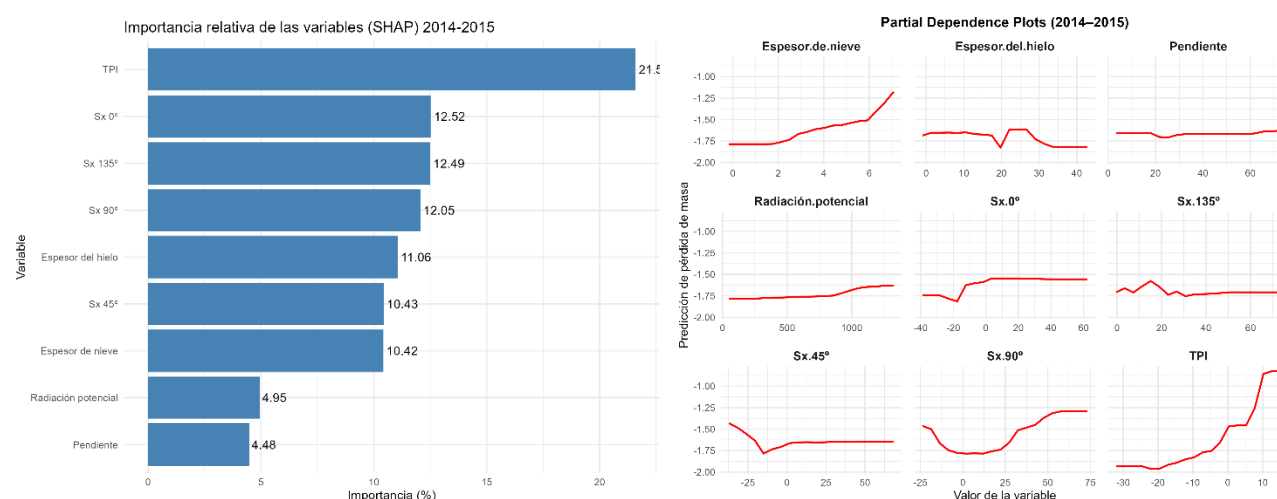 Importancia relativa de las variables (SHAP) 2014-2015
Variable
TPI
21.5
Sx 0º
12.52
Sx 135º
12.49
Sx 90º
12.05
Espesor del hielo
11.06
Sx 45º
10.43
Espesor de nieve
10.42
Radiación potencial
4.95
Pendiente
4.48
0 5 10 15 20
Importancia (%)
Partial Dependence Plots (2014–2015)
Predicción de pérdida de masa
Espesor.de.nieve Espesor.del.hielo Pendiente
-1.00
-1.25
-1.50
-1.75
-2.00
0 2 4 6 0 10 20 30 40 0 20 40 60
Radiación.potencial Sx.0º Sx.135º
-1.00
-1.25
-1.50
-1.75
-2.00
0 500 1000 -40 -20 0 20 40 60 0 20 40 60
Sx.45º Sx.90º TPI
-1.00
-1.25
-1.50
-1.75
-2.00
-25 0 25 50 -25 0 25 50 75 -30 -20 -10 0 10
Valor de la variable